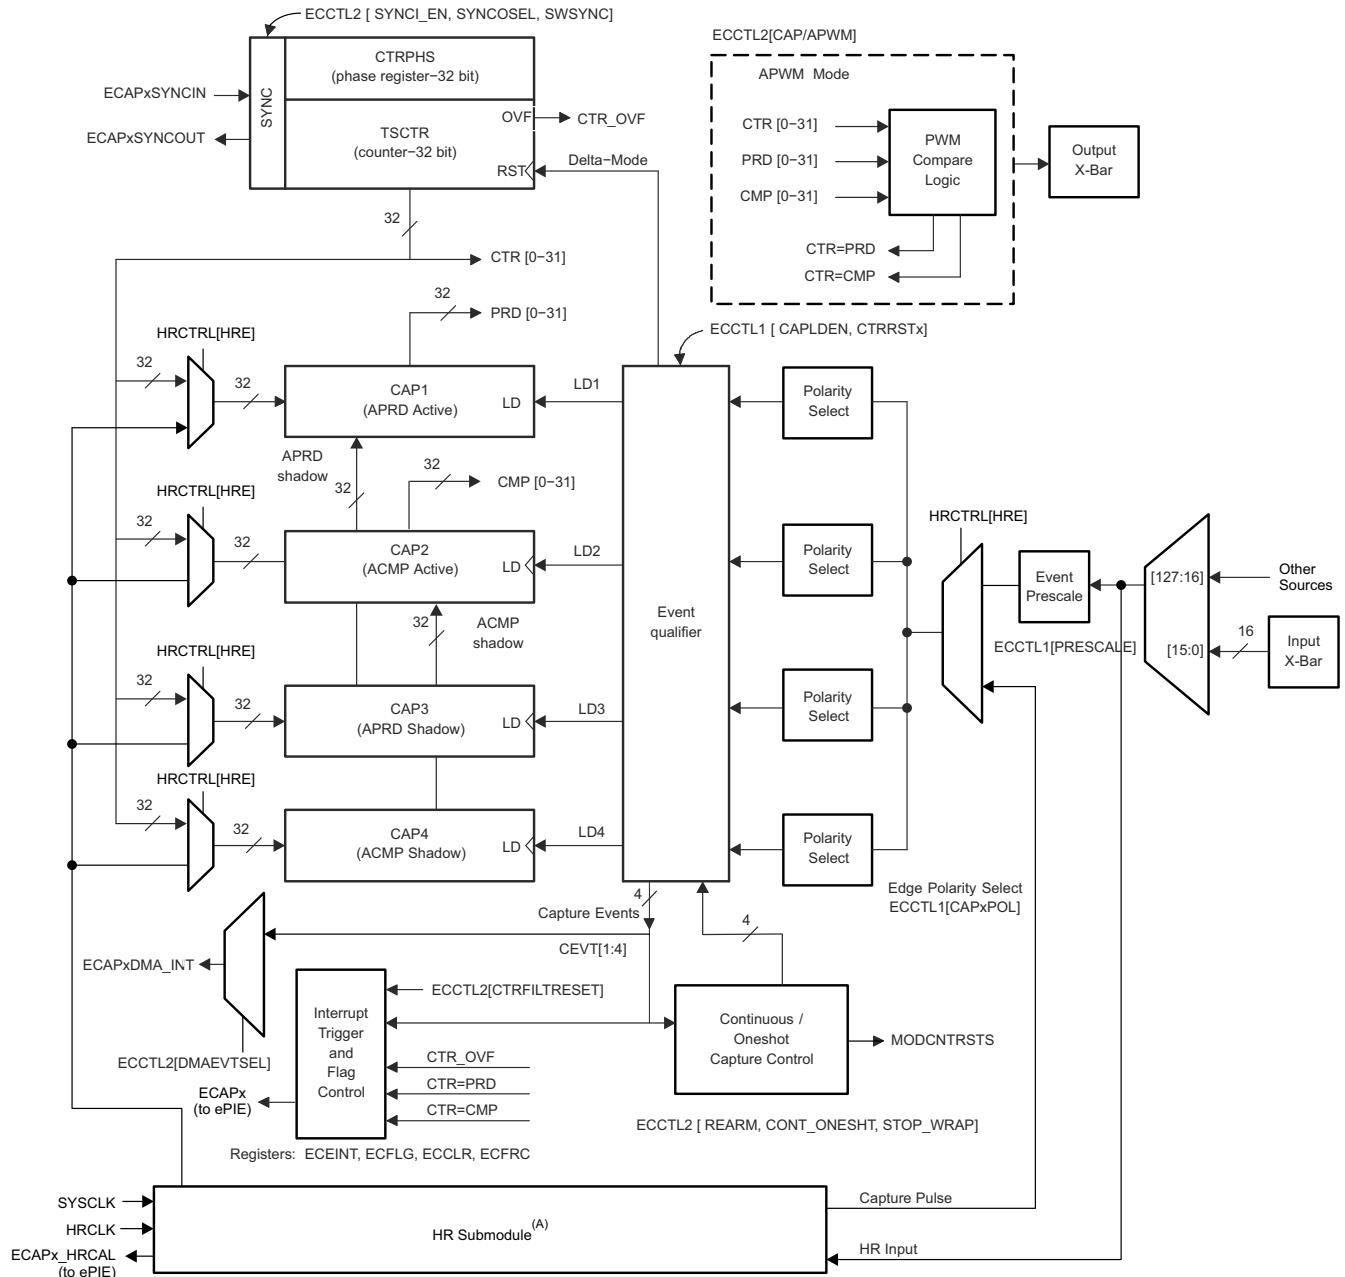 ECCTL2 [ SYNCI_EN, SYNCOSEL, SWSYNC]
CTRPHS
(phase register−32 bit)
SYNC
ECAPxSYNCIN
ECAPxSYNCOUT
OVF
CTR_OVF
TSCTR
(counter−32 bit)
RST
Delta−Mode
32
CTR [0−31]
32
PRD [0−31]
ECCTL2[CAP/APWM]
APWM Mode
CTR [0−31]
PRD [0−31]
CMP [0−31]
PWM
Compare
Logic
Output
X-Bar
CTR=PRD
CTR=CMP
ECCTL1 [ CAPLDEN, CTRRSTx]
HRCTRL[HRE]
32
32
CAP1
(APRD Active)
LD
LD1
Polarity
Select
APRD
shadow
32
32
CMP [0−31]
HRCTRL[HRE]
32
32
CAP2
(ACMP Active)
LD
LD2
Polarity
Select
32
ACMP
shadow
Event
qualifier
HRCTRL[HRE]
Event
Prescale
ECCTL1[PRESCALE]
[127:16]
[15:0]
Other
Sources
16
Input
X-Bar
HRCTRL[HRE]
32
32
CAP3
(APRD Shadow)
LD
LD3
Polarity
Select
HRCTRL[HRE]
32
32
CAP4
(ACMP Shadow)
LD
LD4
Polarity
Select
Edge Polarity Select
ECCTL1[CAPxPOL]
4
Capture Events
CEVT[1:4]
4
ECAPxDMA_INT
ECCTL2[DMAEVTSEL]
ECCTL2[CTRFILTRESET]
Interrupt
Trigger
and
Flag
Control
CTR_OVF
CTR=PRD
CTR=CMP
ECAPx
(to ePIE)
Continuous /
Oneshot
Capture Control
MODCNTRSTS
ECCTL2 [ REARM, CONT_ONESHT, STOP_WRAP]
Registers: ECEINT, ECFLG, ECCLR, ECFRC
SYSCLK
HRCLK
ECAPx_HRCAL
(to ePIE)
HR Submodule(A)
Capture Pulse
HR Input